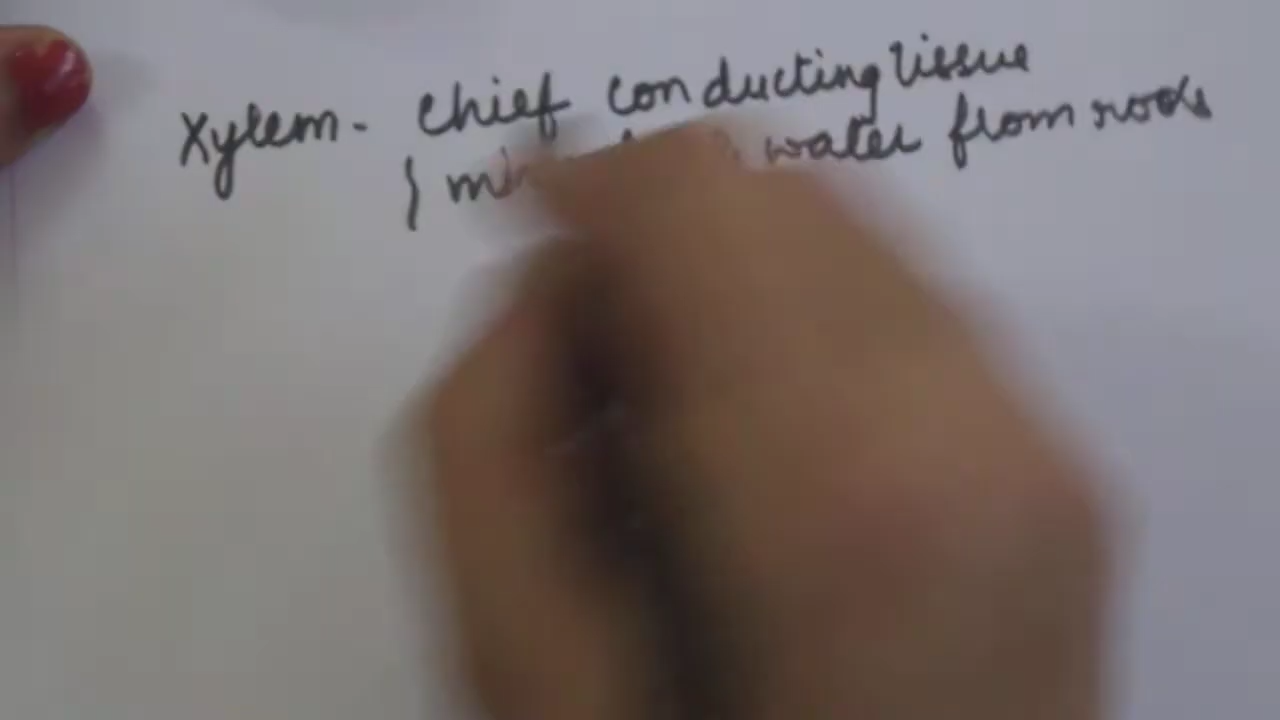 Xylem - chief conducting tissue
water from roots